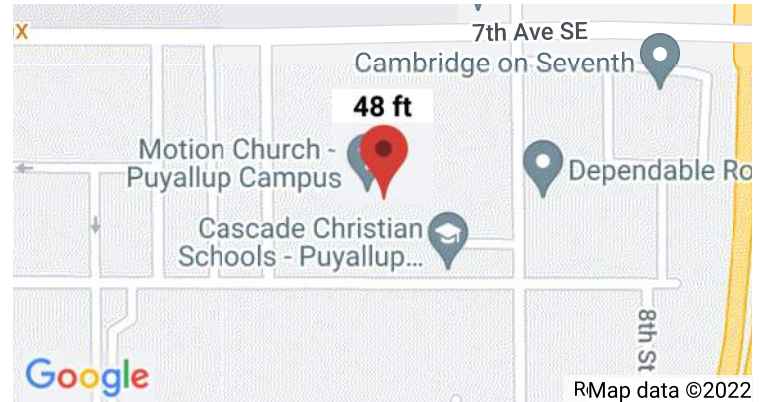 X
7th Ave SE
Cambridge on Seventh
48 ft
Motion Church -
Puyallup Campus
Dependable Ro
Cascade Christian
Schools - Puyallup...
8th St
Google
Map data ©2022